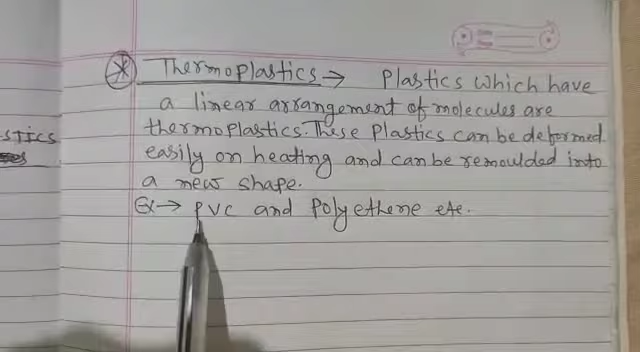 Thermoplastics → Plastics which have
a linear arrangement of molecules are
thermoplastics. These plastics can be deformed
easily on heating and can be remoulded into
a new shape.
Ex → PVC and Polyethene etc.
stics